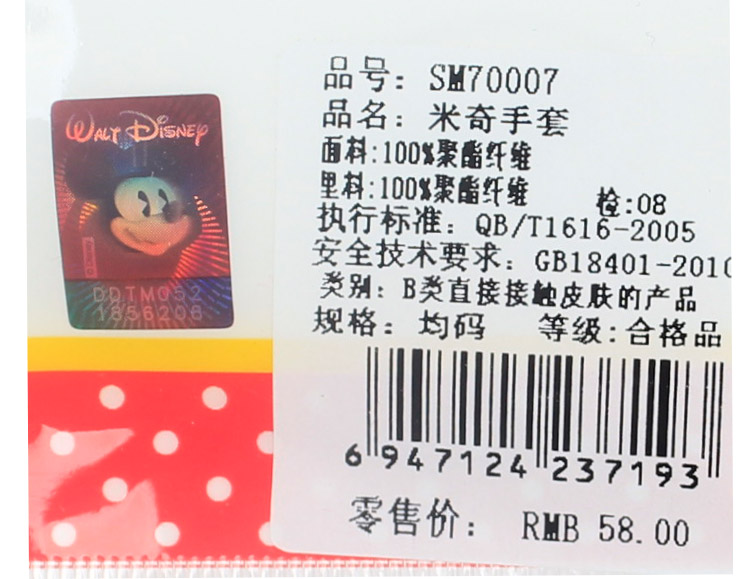 WALT DISNEY
© Disney
DDTM052
1856208
品号: SM70007
品名: 米奇手套
面料:100%聚酯纤维
里料:100%聚酯纤维
检:08
执行标准: QB/T1616-2005
安全技术要求: GB18401-2010
类别: B类直接接触皮肤的产品
规格: 均码 等级:合格品
6 947124 237193
零售价: RMB 58.00